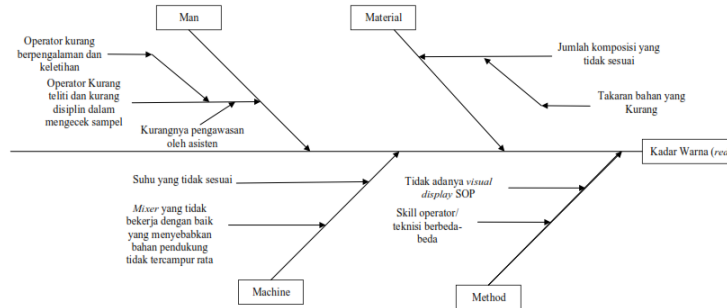 Man
Material
Operator kurang
berpengalaman dan
keletihan
Operator Kurang
teliti dan kurang
disiplin dalam
mengecek sampel
Kurangnya pengawasan
oleh asisten
Jumlah komposisi yang
tidak sesuai
Takaran bahan yang
Kurang
Kadar Warna (rea
Suhu yang tidak sesuai
Mixer yang tidak
bekerja dengan baik
yang menyebabkan
bahan pendukung
tidak tercampur rata
Tidak adanya visual
display SOP
Skill operator/
teknisi berbeda-
beda
Machine
Method